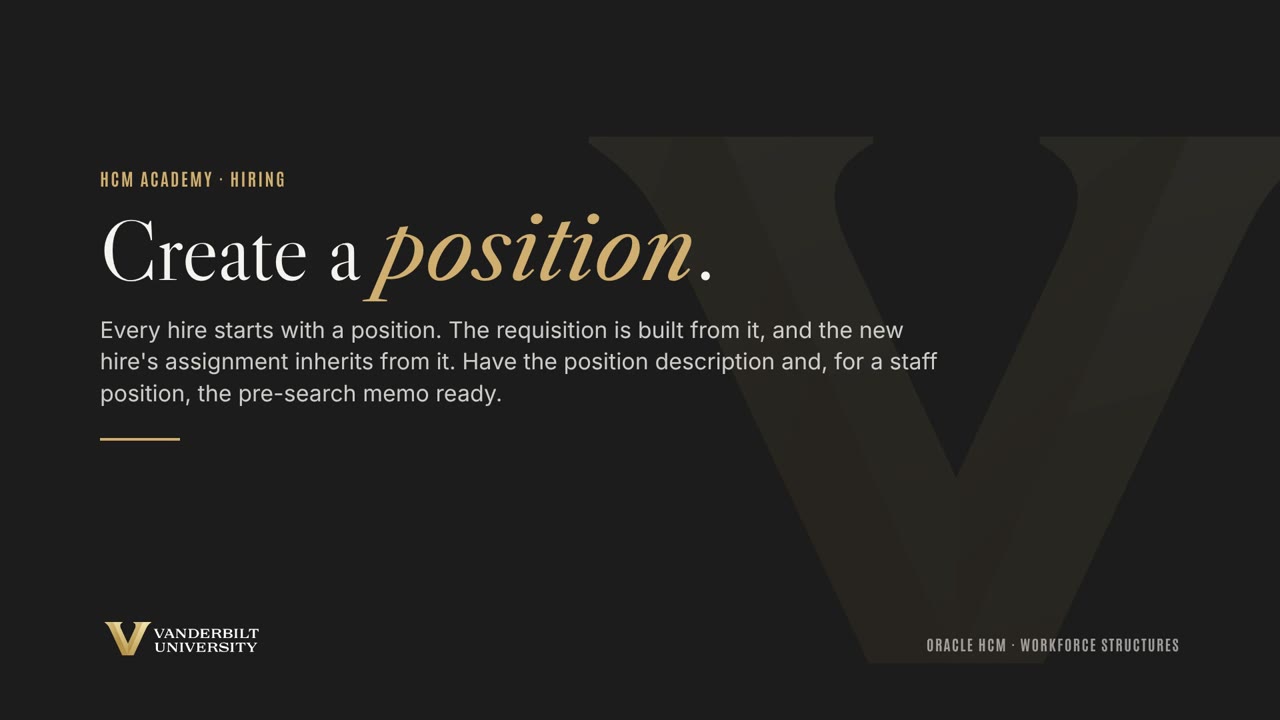 HCM ACADEMY · HIRING
Create a position.
Every hire starts with a position. The requisition is built from it, and the new
hire's assignment inherits from it. Have the position description and, for a staff
position, the pre-search memo ready.
VANDERBILT
UNIVERSITY
ORACLE HCM · WORKFORCE STRUCTURES